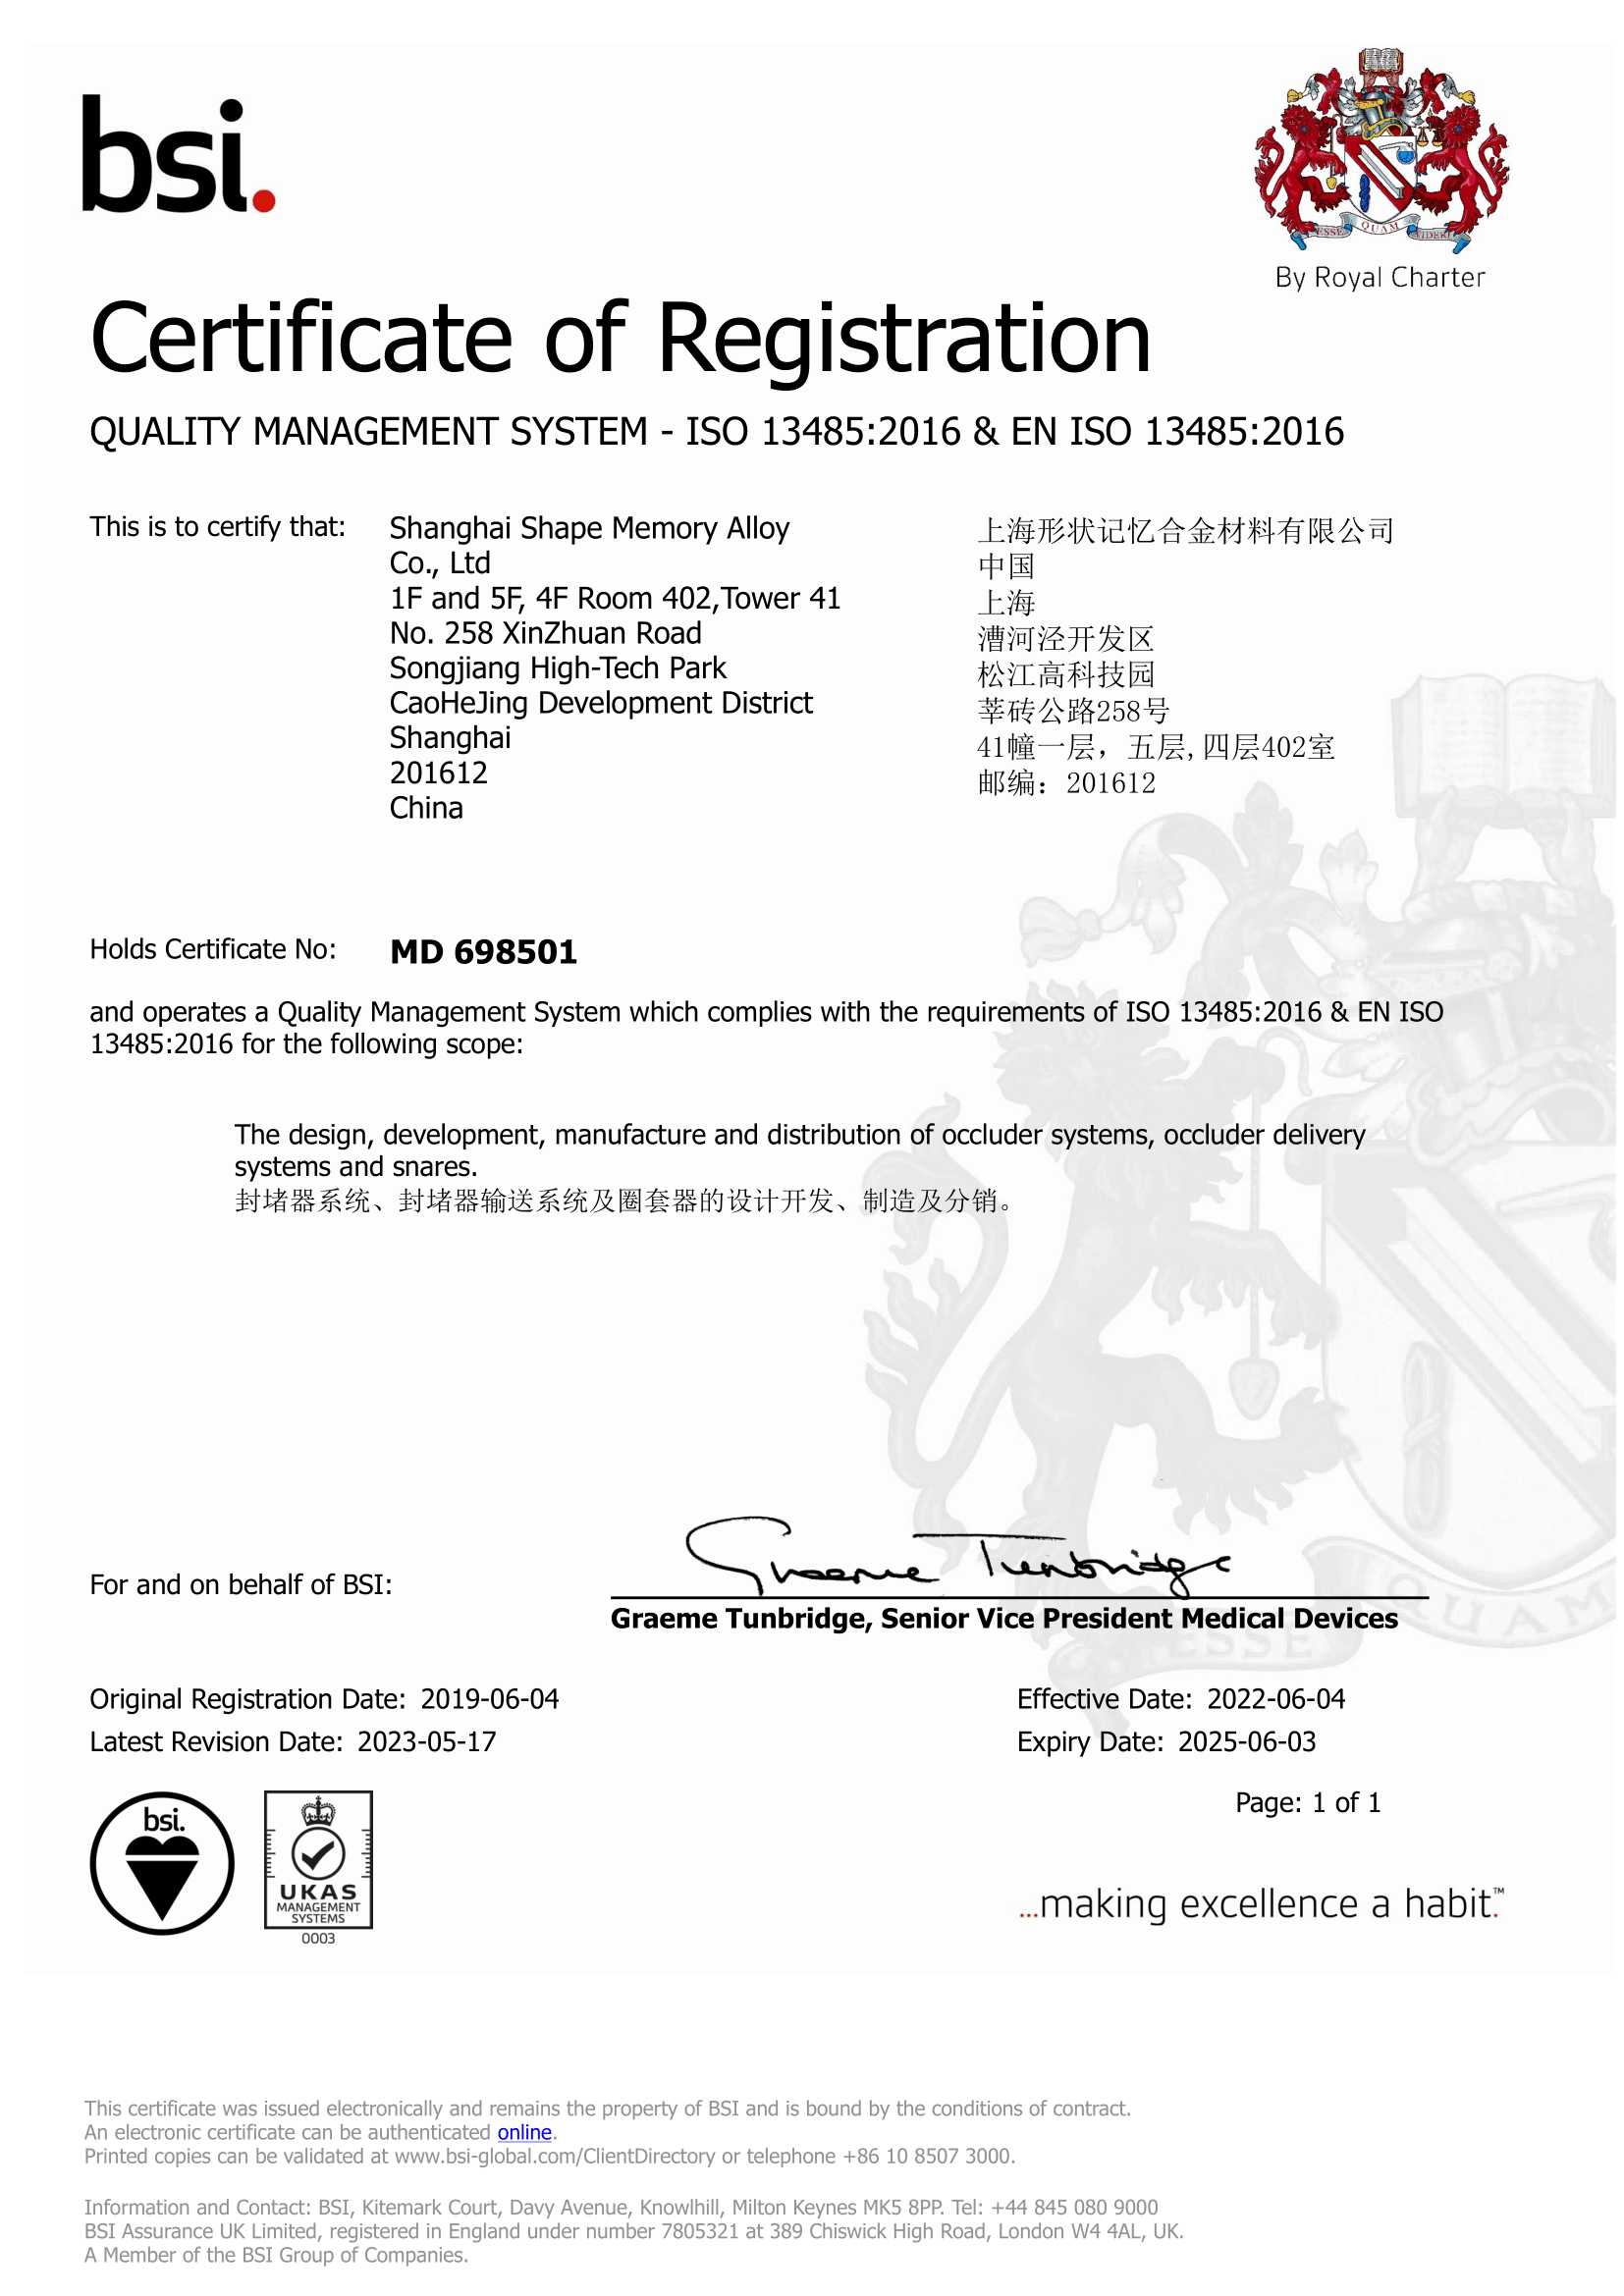 bsi.
ESSE QUAM VIDERI
By Royal Charter
Certificate of Registration
QUALITY MANAGEMENT SYSTEM - ISO 13485:2016 & EN ISO 13485:2016
This is to certify that:
Shanghai Shape Memory Alloy
Co., Ltd
1F and 5F, 4F Room 402,Tower 41
No. 258 XinZhuan Road
Songjiang High-Tech Park
CaoHeJing Development District
Shanghai
201612
China
上海形状记忆合金材料有限公司
中国
上海
漕河泾开发区
松江高科技园
莘砖公路258号
41幢一层，五层,四层402室
邮编：201612
Holds Certificate No: MD 698501
and operates a Quality Management System which complies with the requirements of ISO 13485:2016 & EN ISO
13485:2016 for the following scope:
The design, development, manufacture and distribution of occluder systems, occluder delivery
systems and snares.
封堵器系统、封堵器输送系统及圈套器的设计开发、制造及分销。
For and on behalf of BSI:
Graeme Tunbridge
Graeme Tunbridge, Senior Vice President Medical Devices
ESSE QUAM
Original Registration Date: 2019-06-04
Latest Revision Date: 2023-05-17
Effective Date: 2022-06-04
Expiry Date: 2025-06-03
Page: 1 of 1
bsi.
UKAS
MANAGEMENT
SYSTEMS
0003
...making excellence a habit.™
This certificate was issued electronically and remains the property of BSI and is bound by the conditions of contract.
An electronic certificate can be authenticated online.
Printed copies can be validated at www.bsi-global.com/ClientDirectory or telephone +86 10 8507 3000.
Information and Contact: BSI, Kitemark Court, Davy Avenue, Knowlhill, Milton Keynes MK5 8PP. Tel: +44 845 080 9000
BSI Assurance UK Limited, registered in England under number 7805321 at 389 Chiswick High Road, London W4 4AL, UK.
A Member of the BSI Group of Companies.